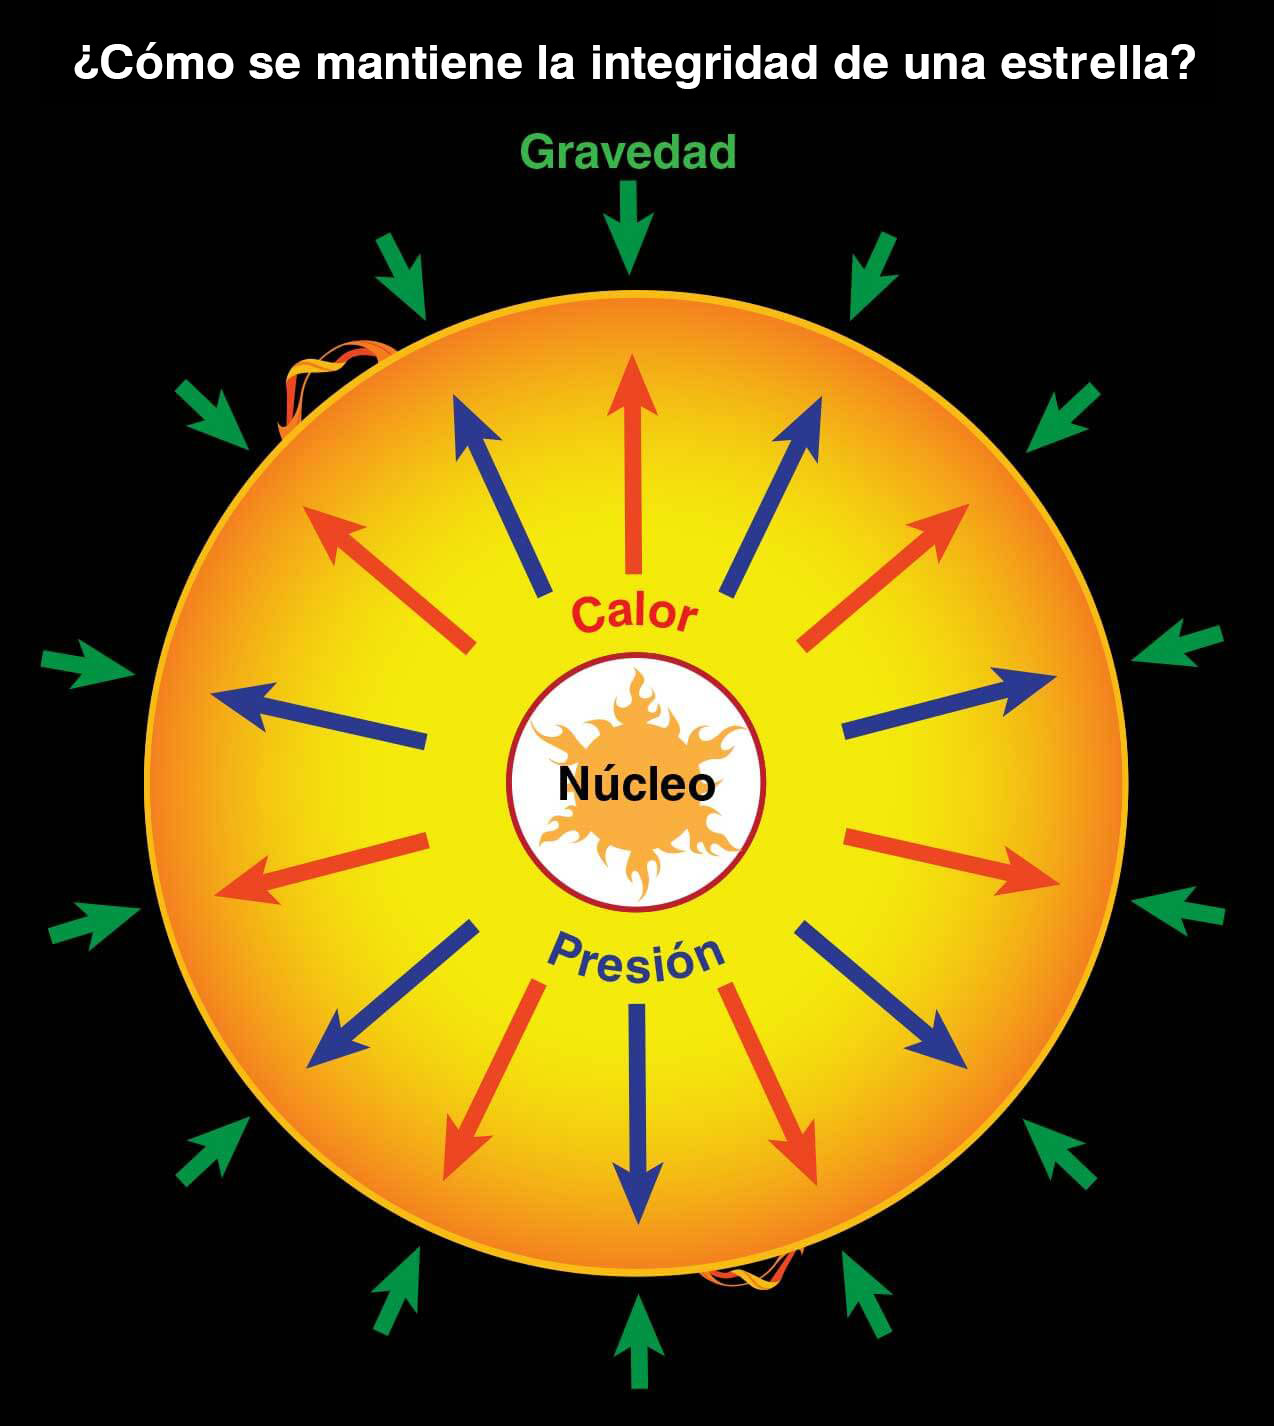 ¿Cómo se mantiene la integridad de una estrella?
Gravedad
Calor
Núcleo
Presión